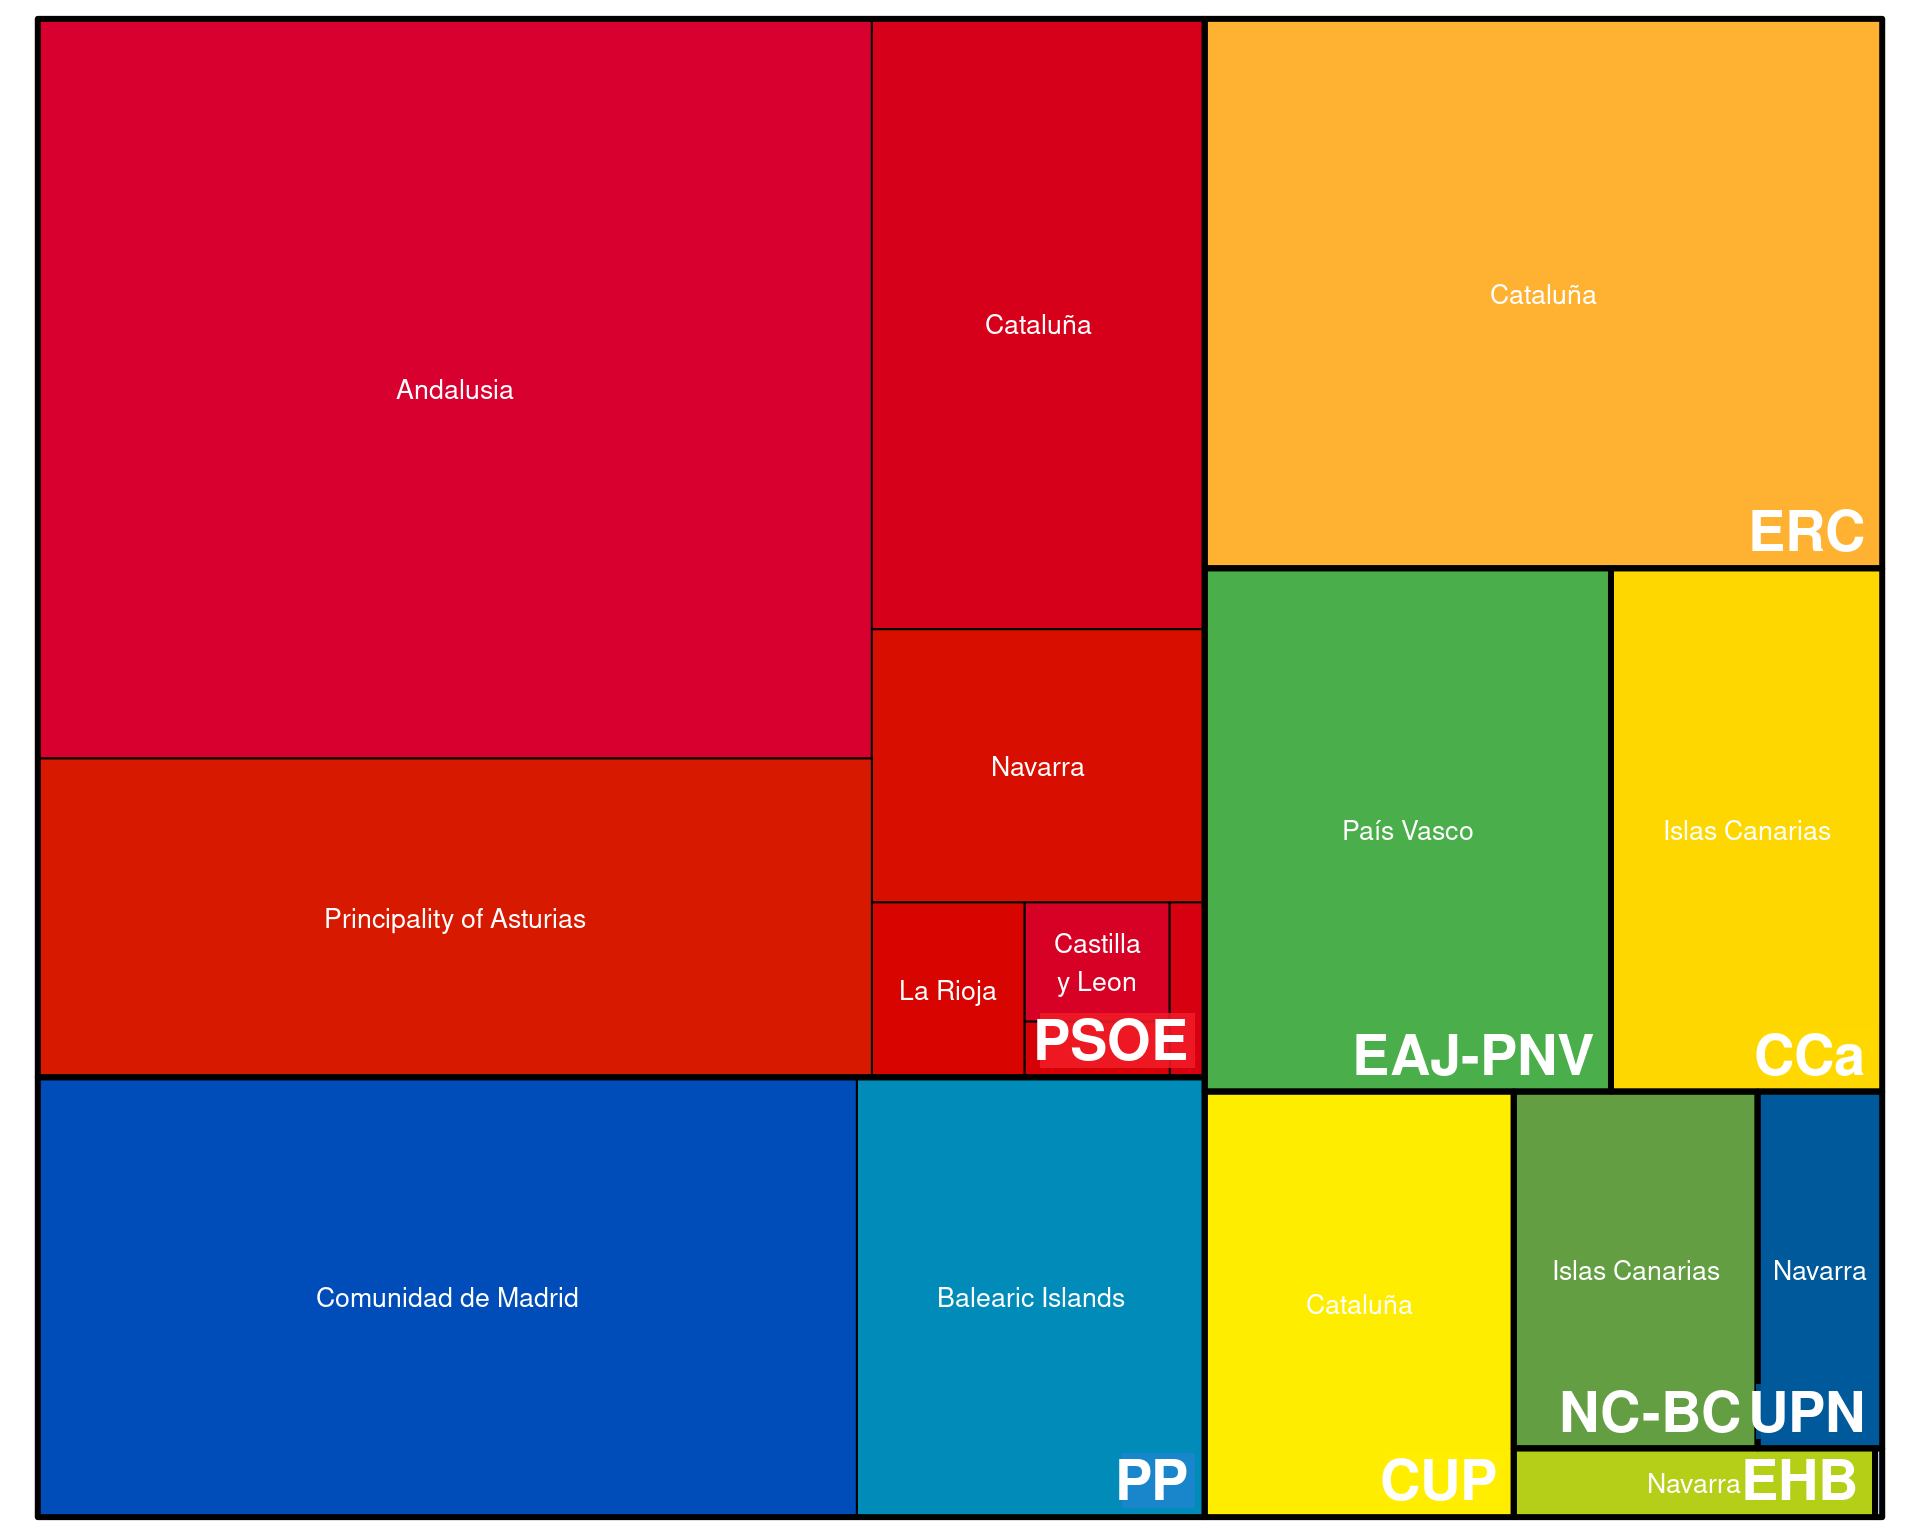 Andalusia
Cataluña
Cataluña
ERC
Navarra
País Vasco
Islas Canarias
Principality of Asturias
La Rioja
Castilla
y Leon
PSOE
EAJ-PNV
CCa
Comunidad de Madrid
Balearic Islands
PP
Cataluña
CUP
Islas Canarias
NC-BC
Navarra
UPN
Navarra
EHB